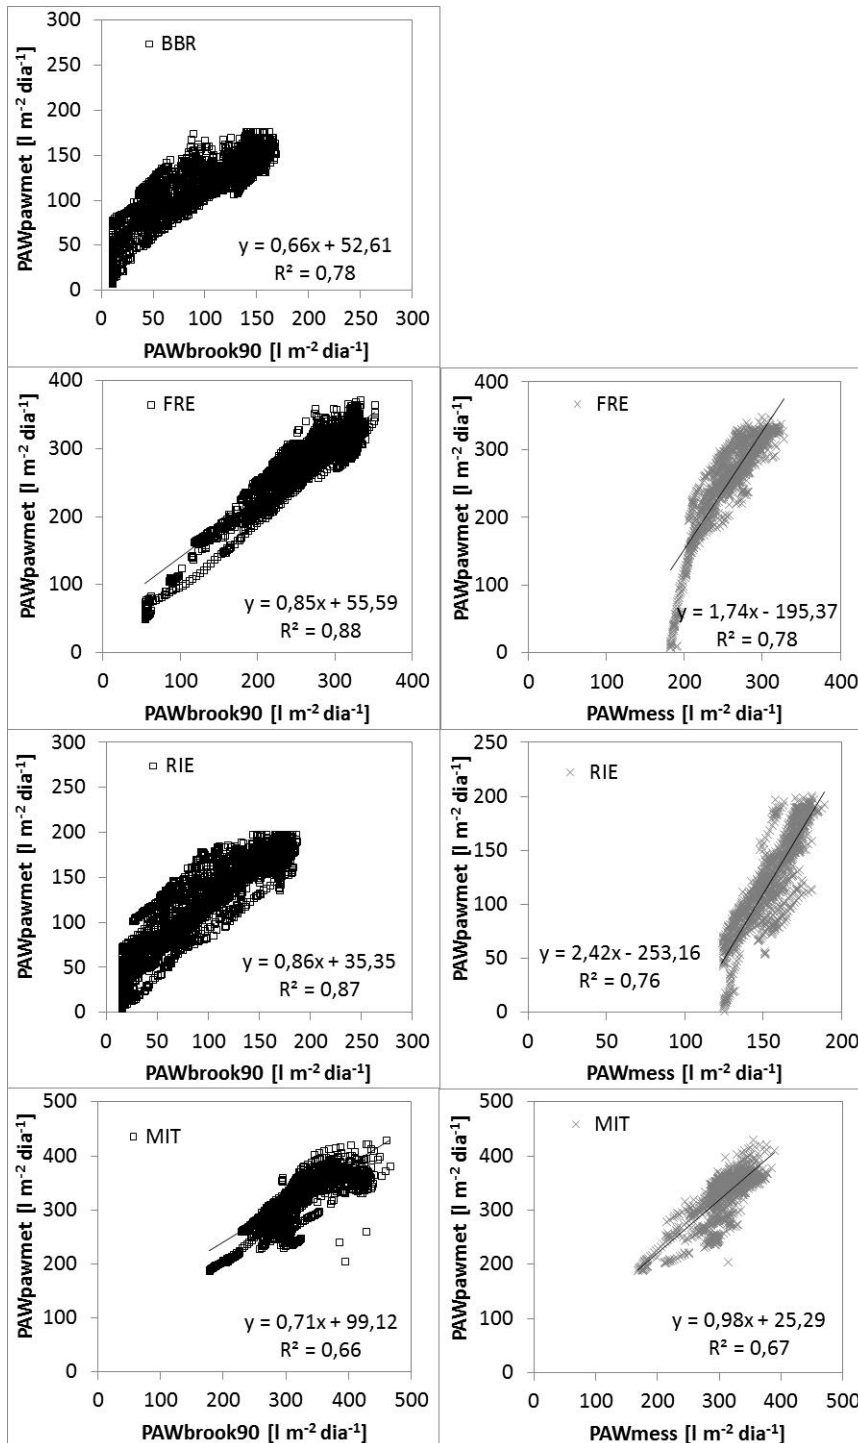 300
250
200
150
100
50
0
PAWpawmet [l m⁻² dia⁻¹]
BBR
y = 0,66x + 52,61
R² = 0,78
0 50 100 150 200 250 300
PAWbrook90 [l m⁻² dia⁻¹]
400
300
200
100
0
PAWpawmet [l m⁻² dia⁻¹]
FRE
y = 0,85x + 55,59
R² = 0,88
0 100 200 300 400
PAWbrook90 [l m⁻² dia⁻¹]
400
300
200
100
0
PAWpawmet [l m⁻² dia⁻¹]
FRE
y = 1,74x - 195,37
R² = 0,78
0 100 200 300 400
PAWmess [l m⁻² dia⁻¹]
300
250
200
150
100
50
0
PAWpawmet [l m⁻² dia⁻¹]
RIE
y = 0,86x + 35,35
R² = 0,87
0 50 100 150 200 250 300
PAWbrook90 [l m⁻² dia⁻¹]
250
200
150
100
50
0
PAWpawmet [l m⁻² dia⁻¹]
RIE
y = 2,42x - 253,16
R² = 0,76
0 50 100 150 200
PAWmess [l m⁻² dia⁻¹]
500
400
300
200
100
0
PAWpawmet [l m⁻² dia⁻¹]
MIT
y = 0,71x + 99,12
R² = 0,66
0 100 200 300 400 500
PAWbrook90 [l m⁻² dia⁻¹]
500
400
300
200
100
0
PAWpawmet [l m⁻² dia⁻¹]
MIT
y = 0,98x + 25,29
R² = 0,67
0 100 200 300 400 500
PAWmess [l m⁻² dia⁻¹]